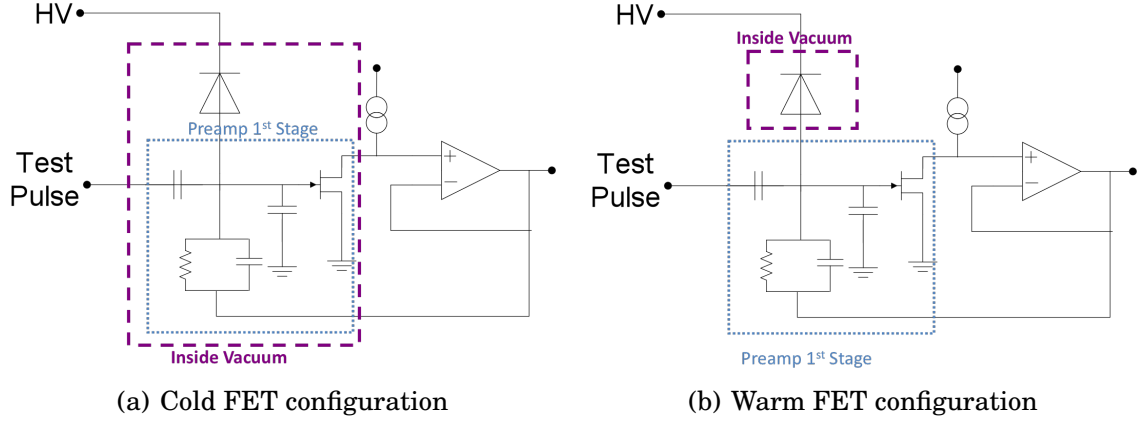 HV
Preamp 1st Stage
Test
Pulse
+
−
Inside Vacuum
(a) Cold FET configuration
HV
Inside Vacuum
Test
Pulse
+
−
Preamp 1st Stage
(b) Warm FET configuration